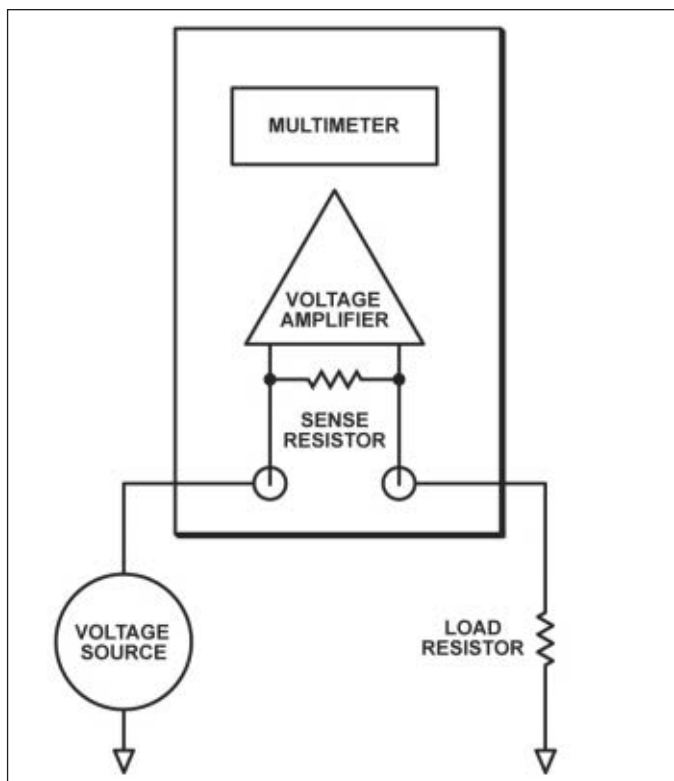 MULTIMETER
VOLTAGE
AMPLIFIER
SENSE
RESISTOR
VOLTAGE
SOURCE
LOAD
RESISTOR